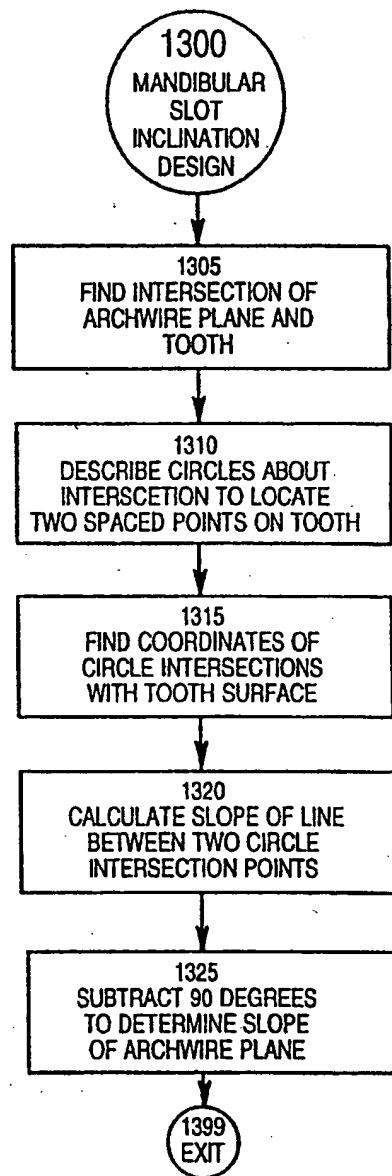 1300
MANDIBULAR
SLOT
INCLINATION
DESIGN
1305
FIND INTERSECTION OF
ARCHWIRE PLANE AND
TOOTH
1310
DESCRIBE CIRCLES ABOUT
INTERSCETION TO LOCATE
TWO SPACED POINTS ON TOOTH
1315
FIND COORDINATES OF
CIRCLE INTERSECTIONS
WITH TOOTH SURFACE
1320
CALCULATE SLOPE OF LINE
BETWEEN TWO CIRCLE
INTERSECTION POINTS
1325
SUBTRACT 90 DEGREES
TO DETERMINE SLOPE
OF ARCHWIRE PLANE
1399
EXIT